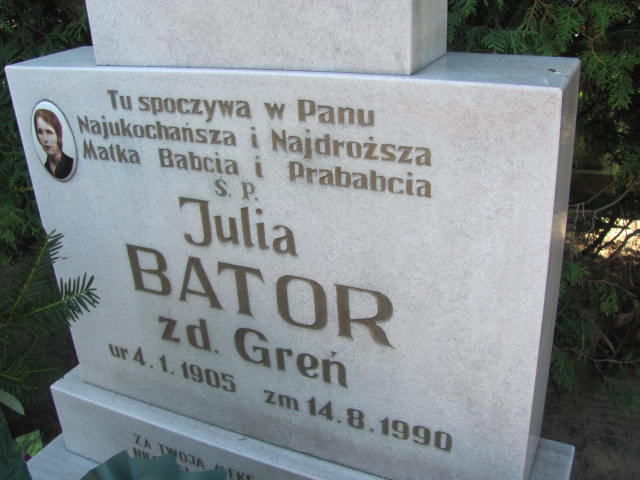 Tu spoczywa w Panu
Najukochańsza i Najdroższa
Matka Babcia i Prababcia
Ś. P.
Julia
BATOR
zd. Greń
ur 4.1.1905 zm 14.8.1990
ZA TWOJĄ